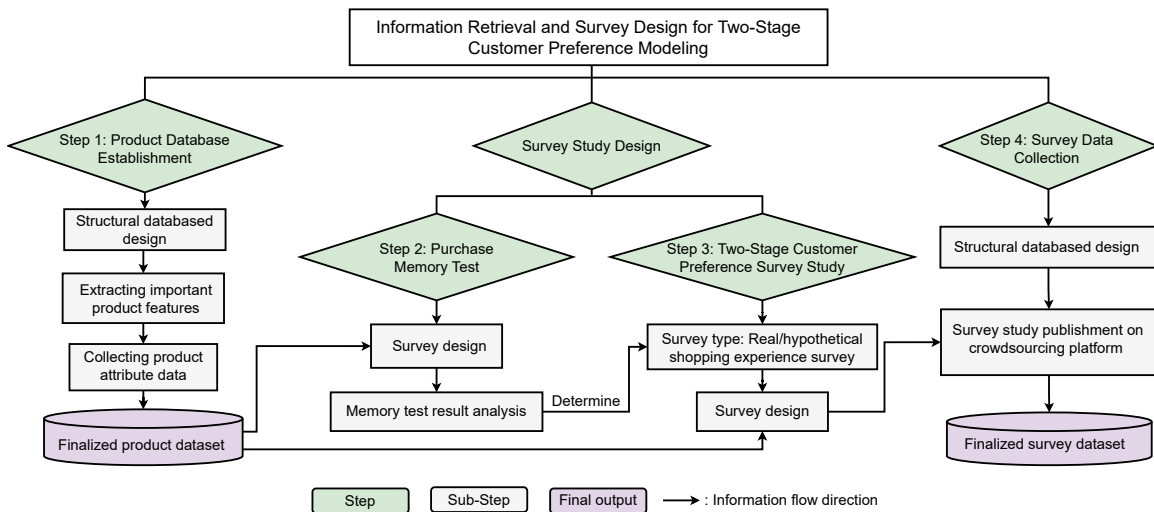 Information Retrieval and Survey Design for Two-Stage
Customer Preference Modeling
Step 1: Product Database
Establishment
Structural databased
design
Extracting important
product features
Collecting product
attribute data
Finalized product dataset
Survey Study Design
Step 2: Purchase
Memory Test
Survey design
Memory test result analysis
Determine
Step 3: Two-Stage Customer
Preference Survey Study
Survey type: Real/hypothetical
shopping experience survey
Survey design
Step 4: Survey Data
Collection
Structural databased design
Survey study publishment on
crowdsourcing platform
Finalized survey dataset
Step
Sub-Step
Final output
: Information flow direction